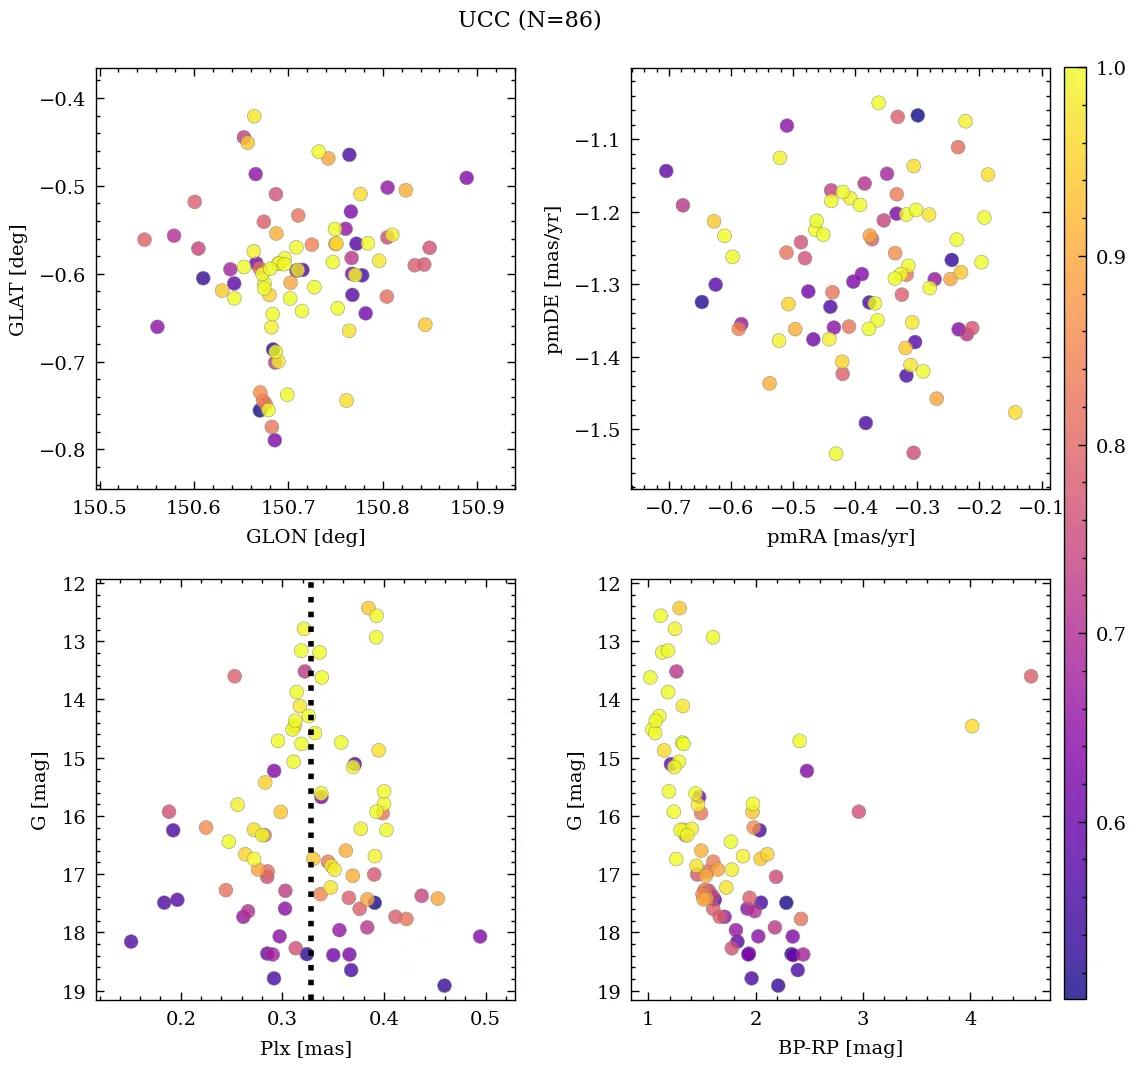 UCC (N=86)
−0.4
−0.5
−0.6
−0.7
−0.8
GLAT [deg]
150.5 150.6 150.7 150.8 150.9
GLON [deg]
−1.1
−1.2
−1.3
−1.4
−1.5
pmDE [mas/yr]
−0.7 −0.6 −0.5 −0.4 −0.3 −0.2 −0.1
pmRA [mas/yr]
12
13
14
15
16
17
18
19
G [mag]
0.2 0.3 0.4 0.5
Plx [mas]
12
13
14
15
16
17
18
19
G [mag]
1 2 3 4
BP-RP [mag]
1.0
0.9
0.8
0.7
0.6